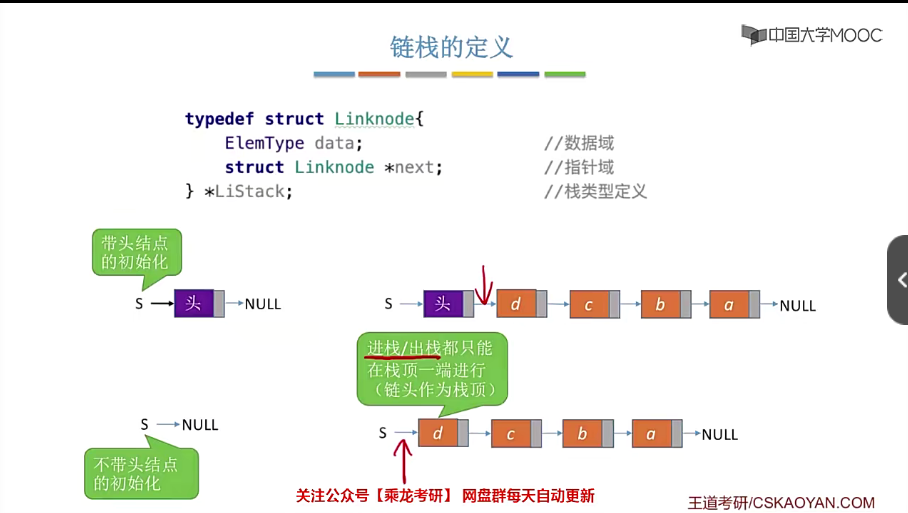 链栈的定义
中国大学MOOC
typedef struct Linknode{
ElemType data; //数据域
struct Linknode *next; //指针域
} *LiStack; //栈类型定义
带头结点
的初始化
S 头 NULL
S 头 d c b a NULL
进栈/出栈都只能
在栈顶一端进行
（链头作为栈顶）
S NULL
S d c b a NULL
不带头结点
的初始化
关注公众号【乘龙考研】 网盘群每天自动更新
王道考研/CSKAOYAN.COM